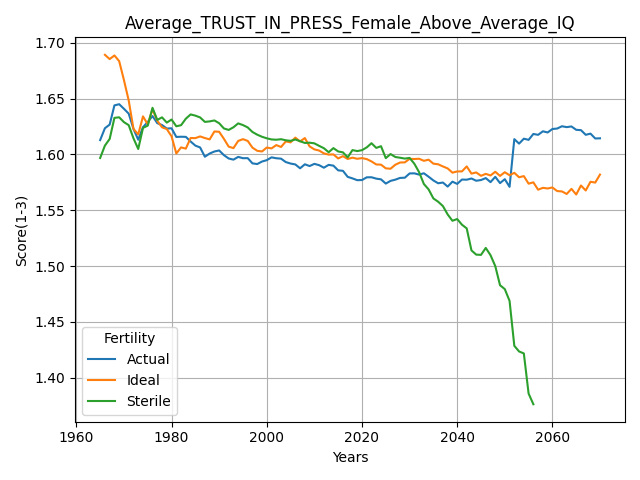 Average_TRUST_IN_PRESS_Female_Above_Average_IQ
1.70
1.65
1.60
1.55
1.50
1.45
1.40
Score(1-3)
Fertility
Actual
Ideal
Sterile
1960 1980 2000 2020 2040 2060
Years